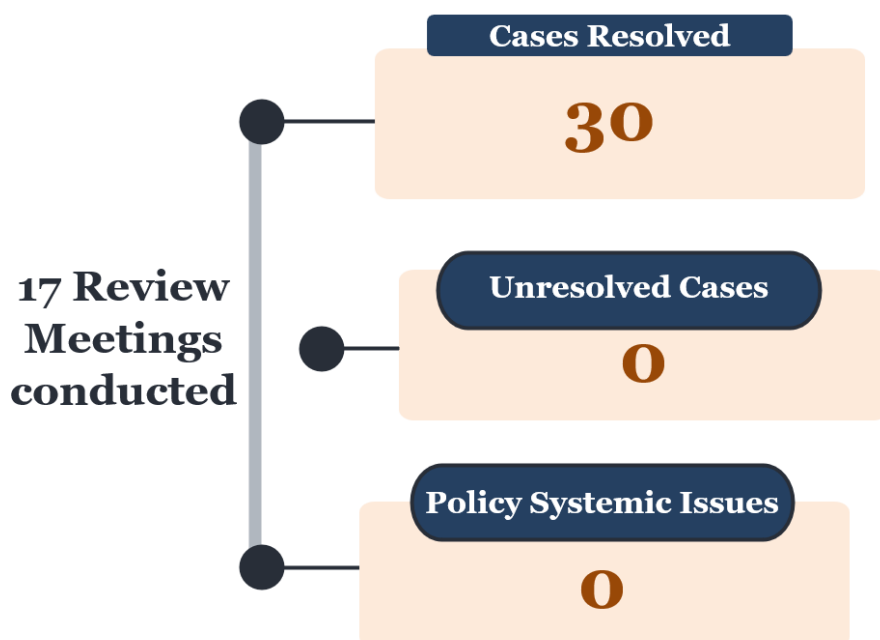 Cases Resolved
30
17 Review
Meetings
conducted
Unresolved Cases
0
Policy Systemic Issues
0